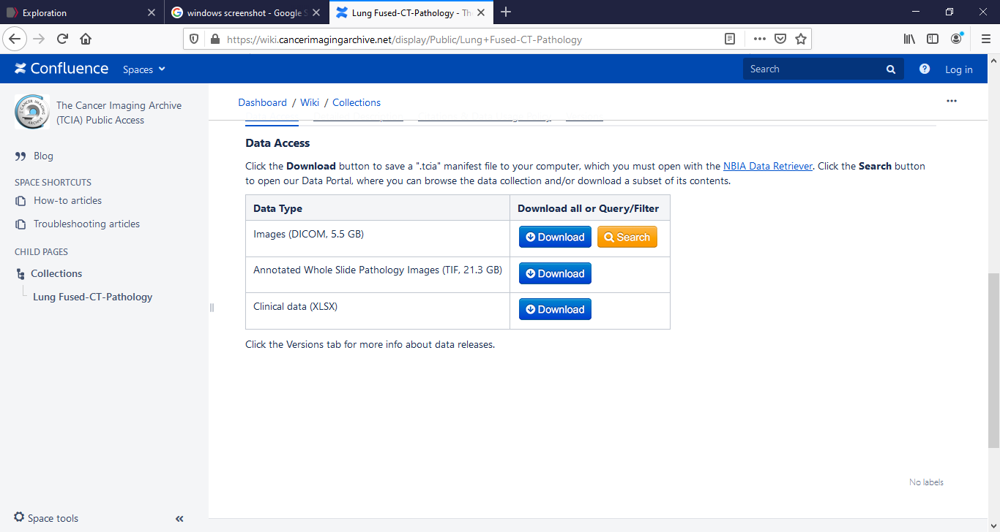 Exploration
windows screenshot - Google S
Lung Fused-CT-Pathology - Th
https://wiki.cancerimagingarchive.net/display/Public/Lung+Fused-CT-Pathology
Confluence
Spaces
Search
Log in
The Cancer Imaging Archive
(TCIA) Public Access
Blog
SPACE SHORTCUTS
How-to articles
Troubleshooting articles
CHILD PAGES
Collections
Lung Fused-CT-Pathology
Space tools
Dashboard / Wiki / Collections
Data Access
Click the Download button to save a ".tcia" manifest file to your computer, which you must open with the NBIA Data Retriever. Click the Search button
to open our Data Portal, where you can browse the data collection and/or download a subset of its contents.
Data Type Download all or Query/Filter
Images (DICOM, 5.5 GB) Download Search
Annotated Whole Slide Pathology Images (TIF, 21.3 GB) Download
Clinical data (XLSX) Download
Click the Versions tab for more info about data releases.
No labels